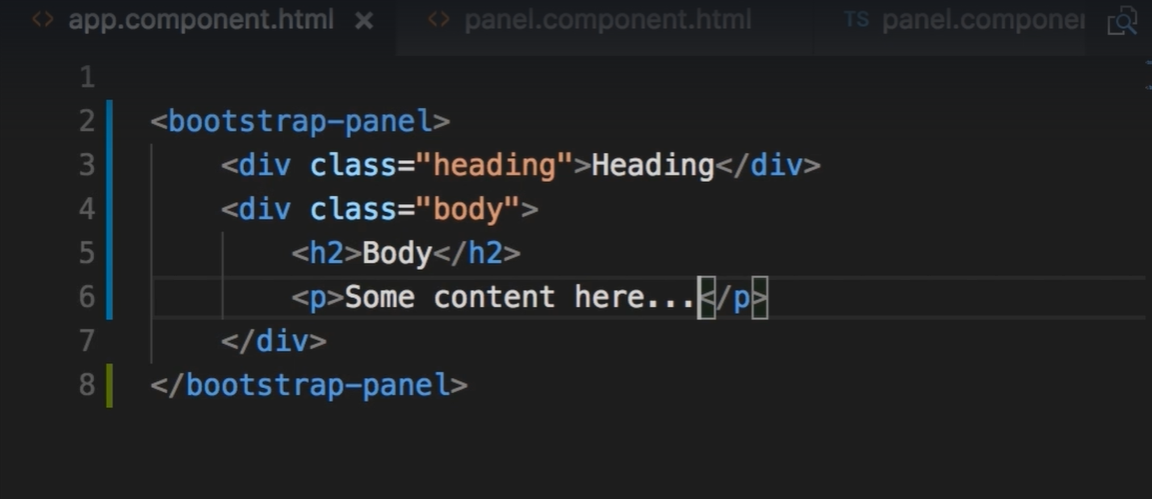 app.component.html
panel.component.html
TS panel.componen
1
2 <bootstrap-panel>
3 <div class="heading">Heading</div>
4 <div class="body">
5 <h2>Body</h2>
6 <p>Some content here...</p>
7 </div>
8 </bootstrap-panel>